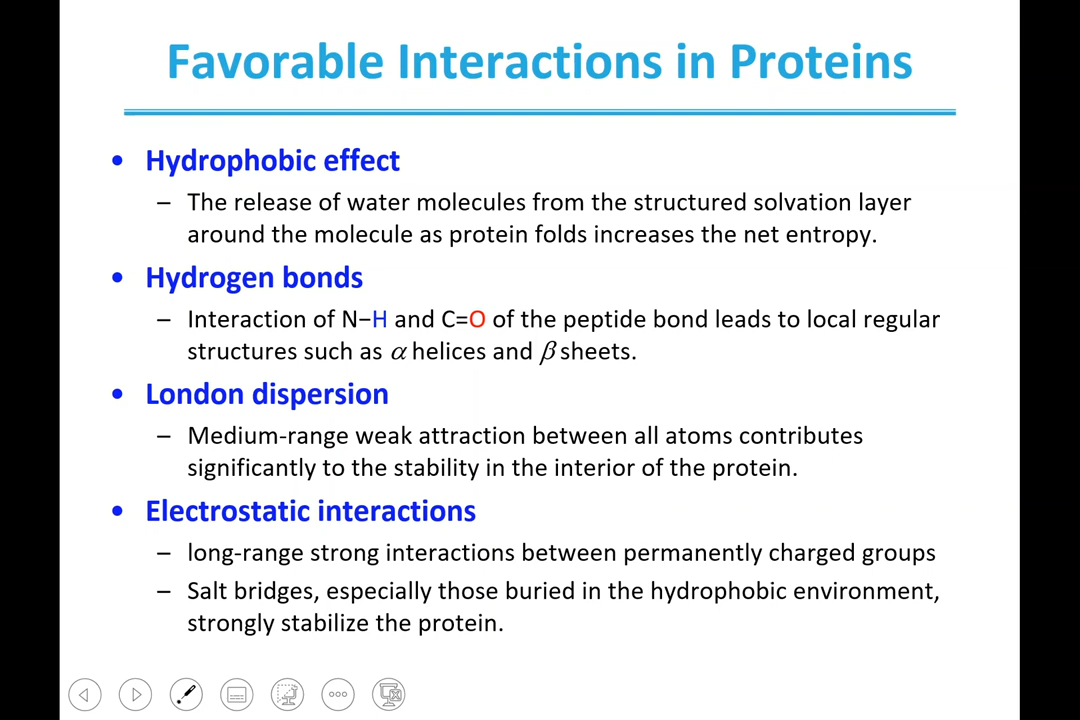 Favorable Interactions in Proteins
• Hydrophobic effect
– The release of water molecules from the structured solvation layer
around the molecule as protein folds increases the net entropy.
• Hydrogen bonds
– Interaction of N−H and C=O of the peptide bond leads to local regular
structures such as α helices and β sheets.
• London dispersion
– Medium-range weak attraction between all atoms contributes
significantly to the stability in the interior of the protein.
• Electrostatic interactions
– long-range strong interactions between permanently charged groups
– Salt bridges, especially those buried in the hydrophobic environment,
strongly stabilize the protein.